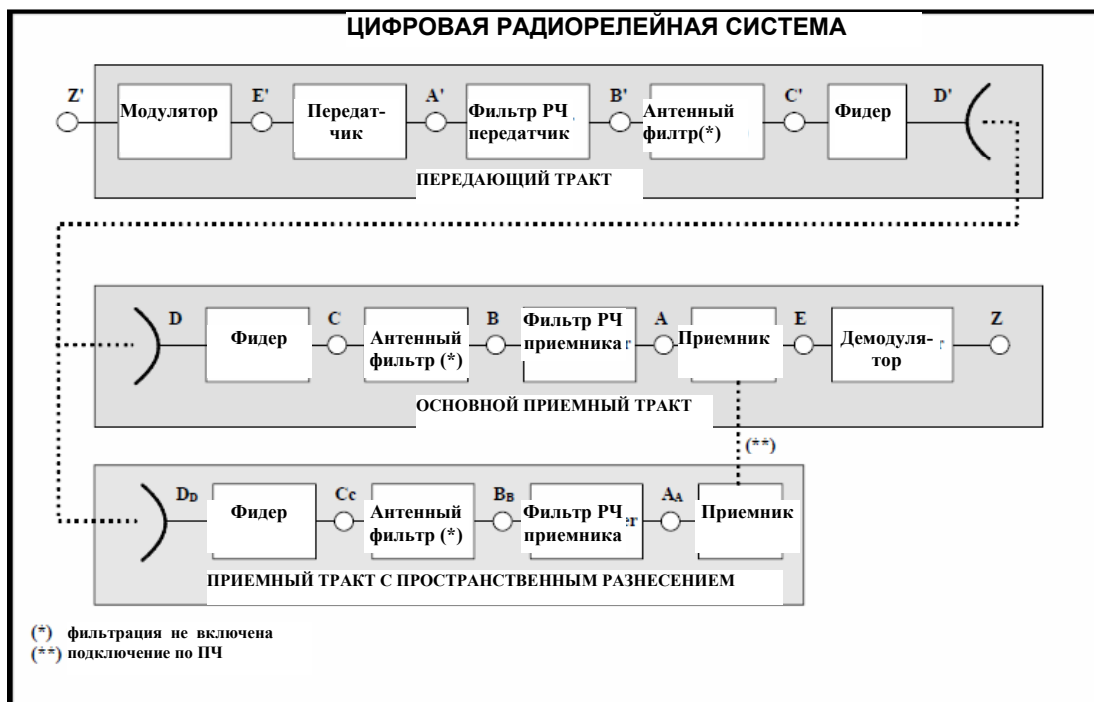 ЦИФРОВАЯ РАДИОРЕЛЕЙНАЯ СИСТЕМА
Z' E' A' B' C' D'
Модулятор
Передат-
чик
Фильтр РЧ
передатчик
Антенный
филтр(*)
Фидер
ПЕРЕДАЮЩИЙ ТРАКТ
D C B A E Z
Фидер
Антенный
фильтр (*)
Фильтр РЧ
приемника
Приемник
Демодуля-
тор
ОСНОВНОЙ ПРИЕМНЫЙ ТРАКТ
(**)
DD Cc BB AA
Фидер
Антенный
фильтр (*)
Фильтр РЧ
приемника
Приемник
ПРИЕМНЫЙ ТРАКТ С ПРОСТРАНСТВЕННЫМ РАЗНЕСЕНИЕМ
(*) фильтрация не включена
(**) подключение по ПЧ